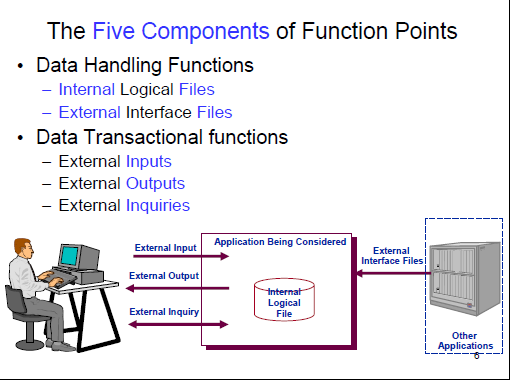 The Five Components of Function Points
• Data Handling Functions
– Internal Logical Files
– External Interface Files
• Data Transactional functions
– External Inputs
– External Outputs
– External Inquiries
External Input
External Output
External Inquiry
Application Being Considered
Internal
Logical
File
External
Interface Files
Other
Applications
6